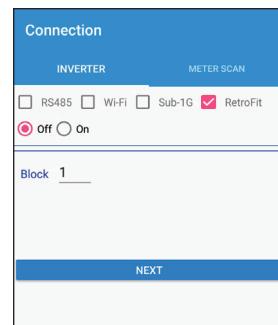 Connection
INVERTER METER SCAN
RS485 Wi-Fi Sub-1G RetroFit
Off On
Block 1
NEXT